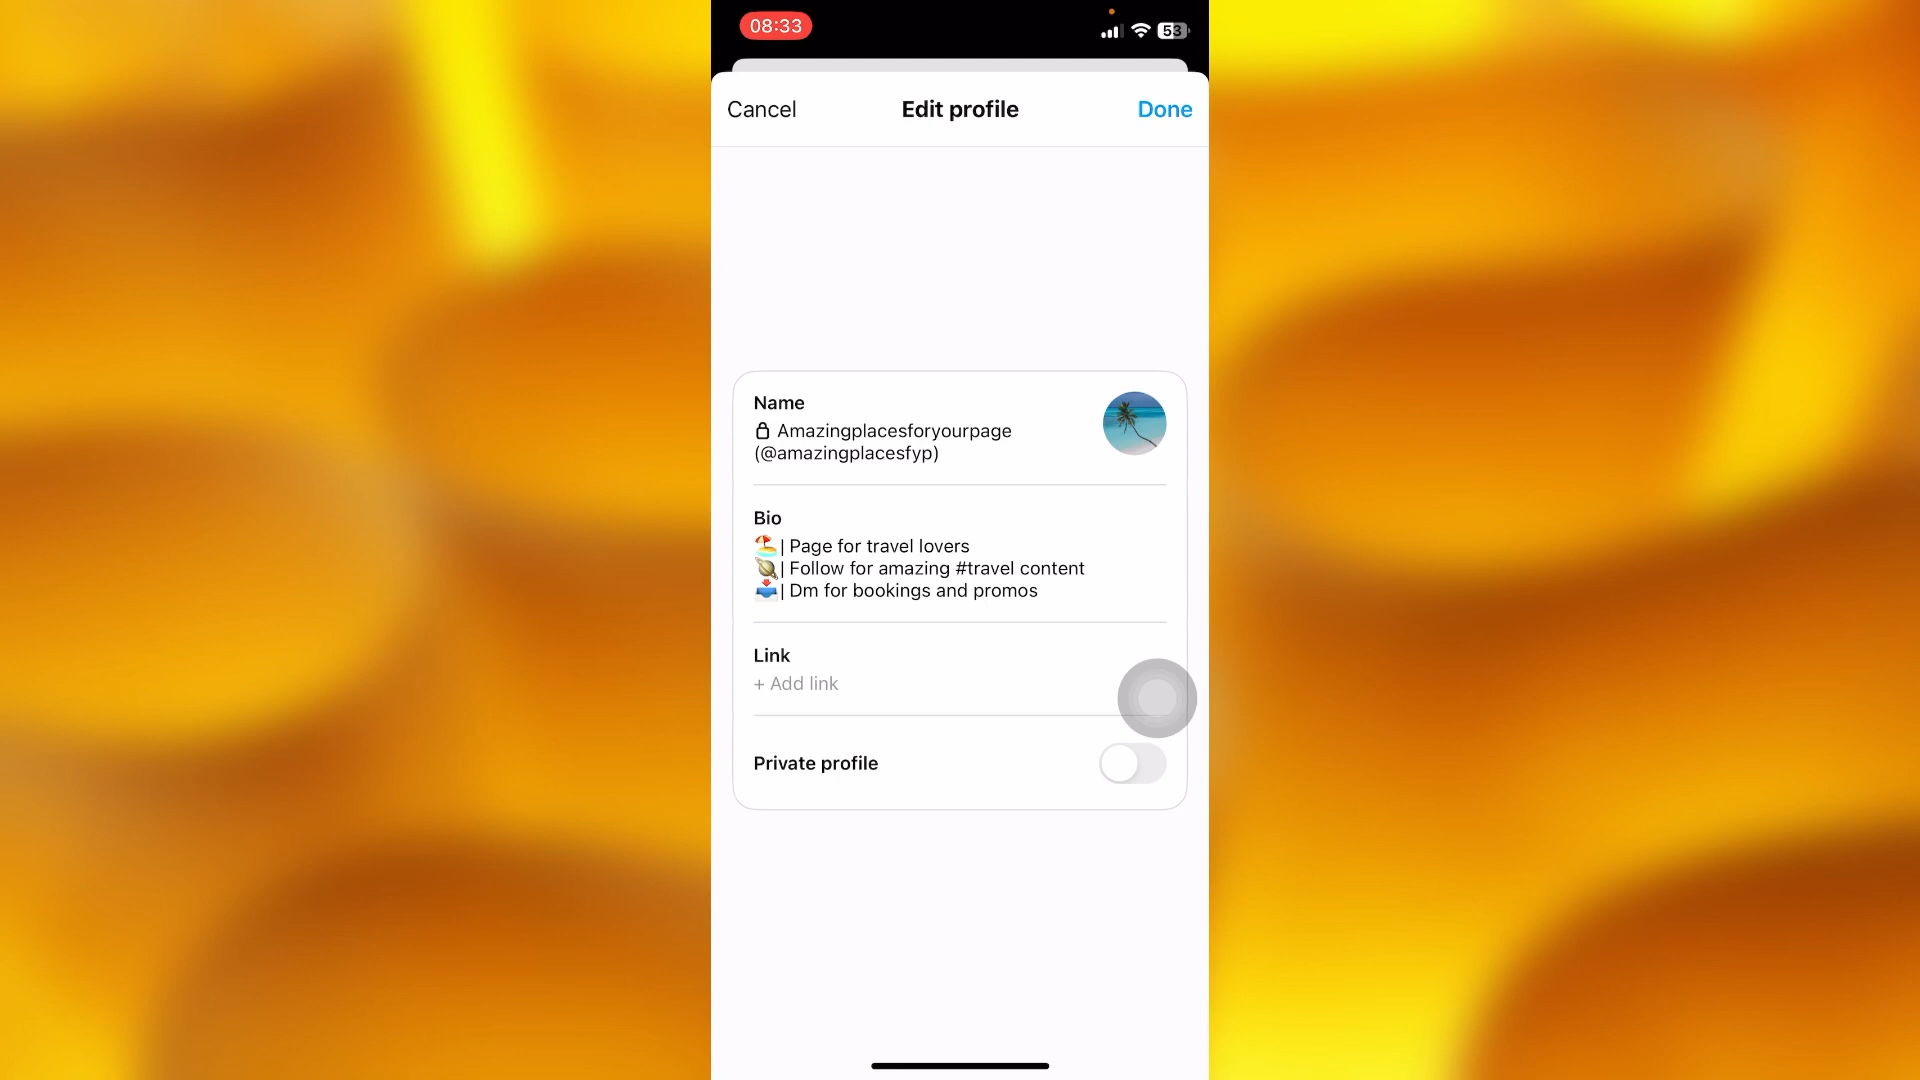 08:33
53
Cancel
Edit profile
Done
Name
Amazingplacesforyourpage
(@amazingplacesfyp)
Bio
🏖️| Page for travel lovers
🪐| Follow for amazing #travel content
📥| Dm for bookings and promos
Link
+ Add link
Private profile